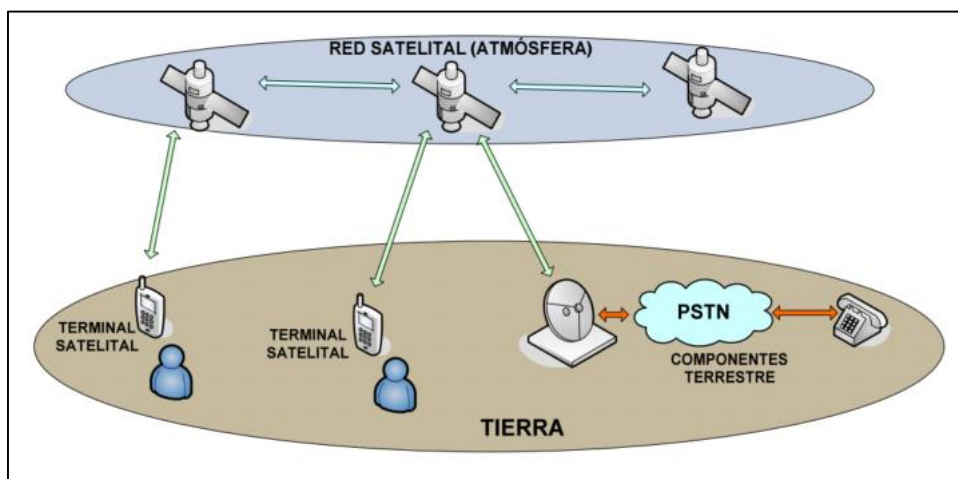 RED SATELITAL (ATMÓSFERA)
TERMINAL
SATELITAL
TERMINAL
SATELITAL
PSTN
COMPONENTES
TERRESTRE
TIERRA